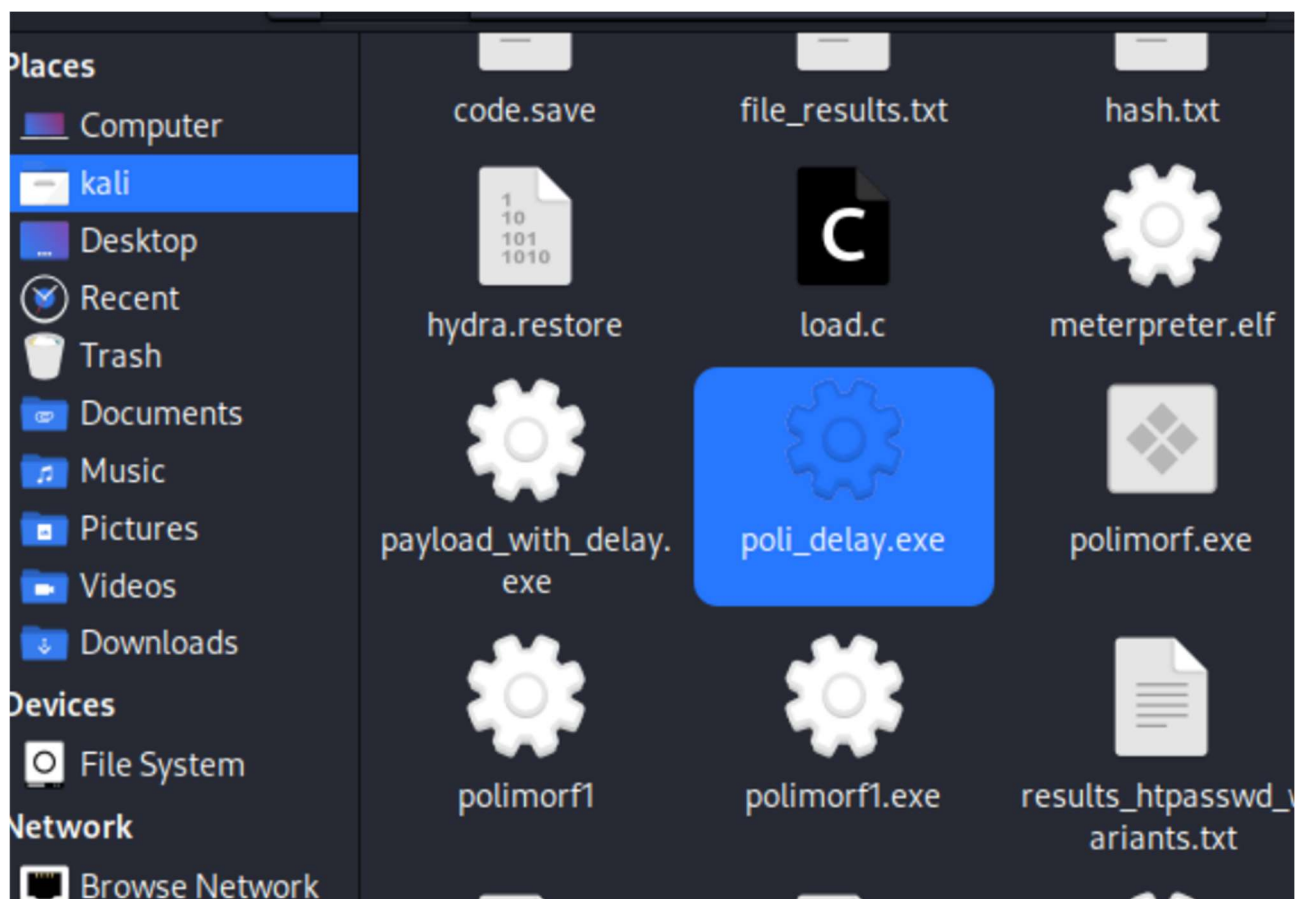 Places
Computer
kali
Desktop
Recent
Trash
Documents
Music
Pictures
Videos
Downloads
Devices
File System
Network
Browse Network
code.save
file_results.txt
hash.txt
1
10
101
1010
hydra.restore
C
load.c
meterpreter.elf
payload_with_delay.
exe
poli_delay.exe
polimorf.exe
polimorf1
polimorf1.exe
results_htpasswd_v
ariants.txt